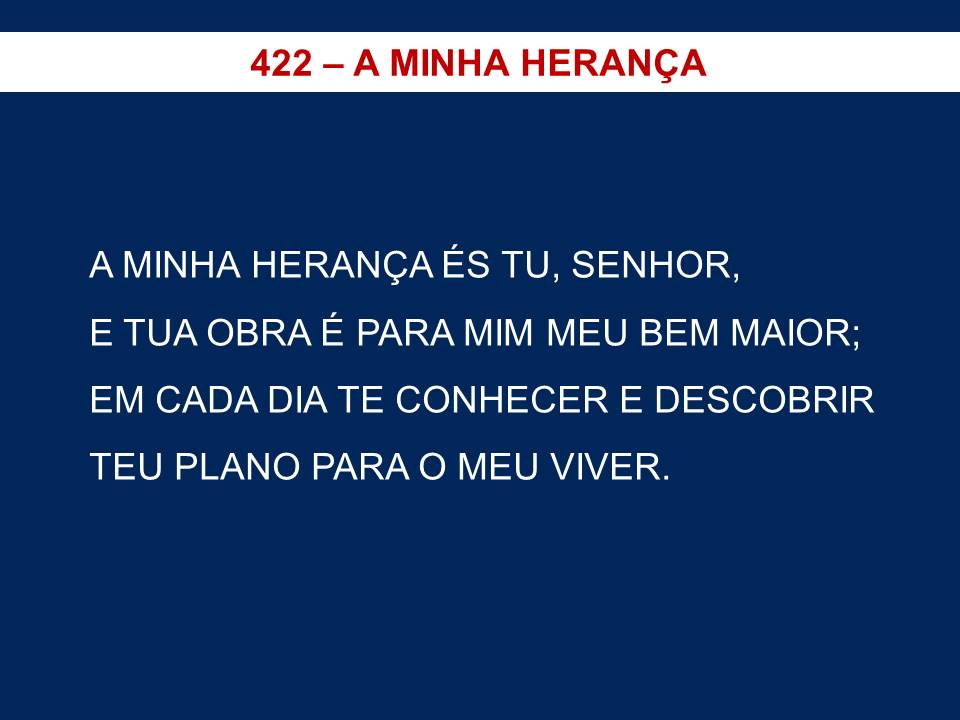 422 – A MINHA HERANÇA
A MINHA HERANÇA ÉS TU, SENHOR,
E TUA OBRA É PARA MIM MEU BEM MAIOR;
EM CADA DIA TE CONHECER E DESCOBRIR
TEU PLANO PARA O MEU VIVER.